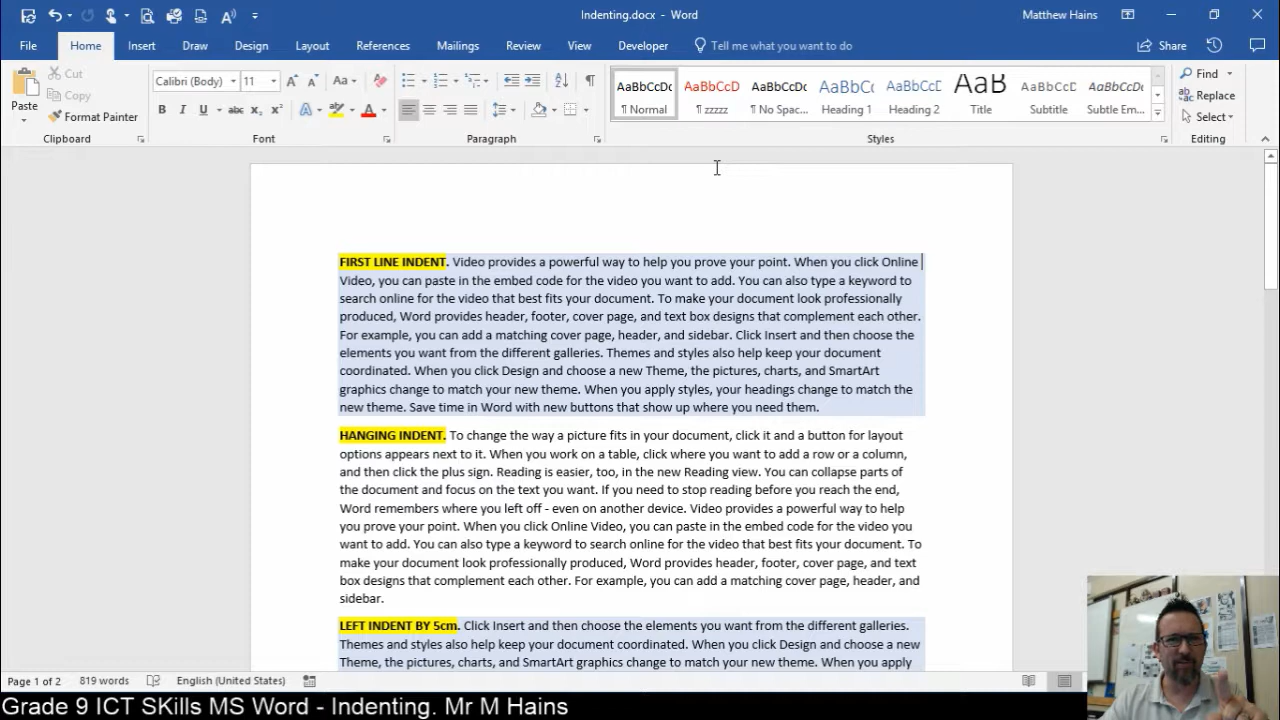 Indenting.docx - Word
Matthew Hains
File Home Insert Draw Design Layout References Mailings Review View Developer Tell me what you want to do Share
Paste
Cut
Copy
Format Painter
Clipboard
Calibri (Body) 11
Font
Paragraph
AaBbCcDc AaBbCcD AaBbCcDc AaBbCc AaBbCcD AaB AaBbCcD AaBbCcDc
¶ Normal ¶ zzzzz ¶ No Spac... Heading 1 Heading 2 Title Subtitle Subtle Em...
Styles
Find
Replace
Select
Editing
FIRST LINE INDENT. Video provides a powerful way to help you prove your point. When you click Online
Video, you can paste in the embed code for the video you want to add. You can also type a keyword to
search online for the video that best fits your document. To make your document look professionally
produced, Word provides header, footer, cover page, and text box designs that complement each other.
For example, you can add a matching cover page, header, and sidebar. Click Insert and then choose the
elements you want from the different galleries. Themes and styles also help keep your document
coordinated. When you click Design and choose a new Theme, the pictures, charts, and SmartArt
graphics change to match your new theme. When you apply styles, your headings change to match the
new theme. Save time in Word with new buttons that show up where you need them.
HANGING INDENT. To change the way a picture fits in your document, click it and a button for layout
options appears next to it. When you work on a table, click where you want to add a row or a column,
and then click the plus sign. Reading is easier, too, in the new Reading view. You can collapse parts of
the document and focus on the text you want. If you need to stop reading before you reach the end,
Word remembers where you left off - even on another device. Video provides a powerful way to help
you prove your point. When you click Online Video, you can paste in the embed code for the video you
want to add. You can also type a keyword to search online for the video that best fits your document. To
make your document look professionally produced, Word provides header, footer, cover page, and text
box designs that complement each other. For example, you can add a matching cover page, header, and
sidebar.
LEFT INDENT BY 5cm. Click Insert and then choose the elements you want from the different galleries.
Themes and styles also help keep your document coordinated. When you click Design and choose a new
Theme, the pictures, charts, and SmartArt graphics change to match your new theme. When you apply
Page 1 of 2 819 words English (United States)
Grade 9 ICT SKills MS Word - Indenting. Mr M Hains